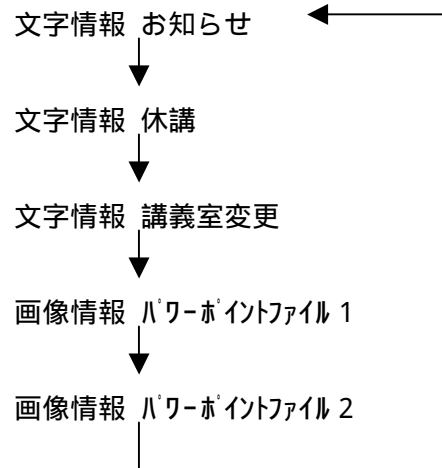 文字情報 お知らせ
文字情報 休講
文字情報 講義室変更
画像情報 ﾊﾟﾜｰﾎﾟｲﾝﾄﾌｧｲﾙ 1
画像情報 ﾊﾟﾜｰﾎﾟｲﾝﾄﾌｧｲﾙ 2